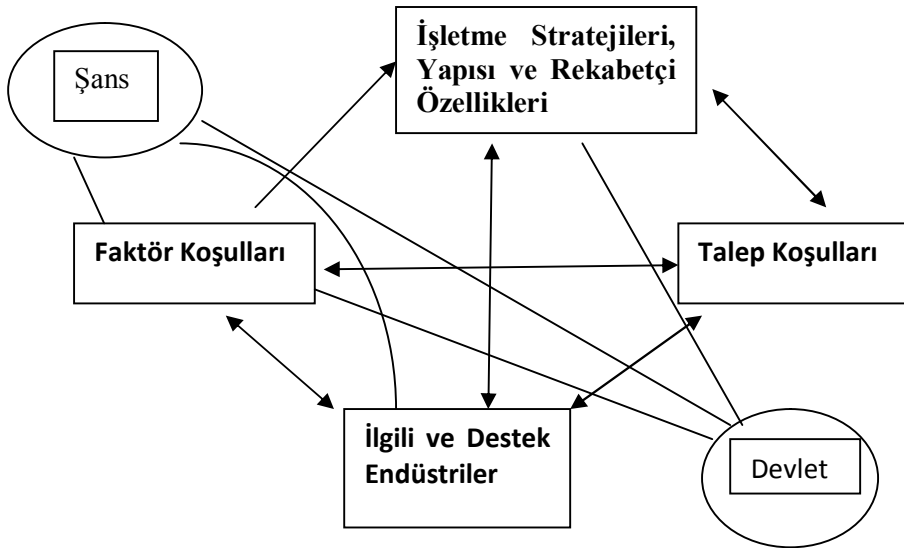 Şans
İşletme Stratejileri,
Yapısı ve Rekabetçi
Özellikleri
Faktör Koşulları
Talep Koşulları
İlgili ve Destek
Endüstriler
Devlet